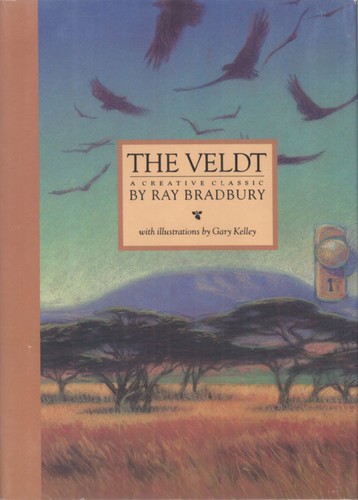 THE VELDT
A CREATIVE CLASSIC
BY RAY BRADBURY
with illustrations by Gary Kelley